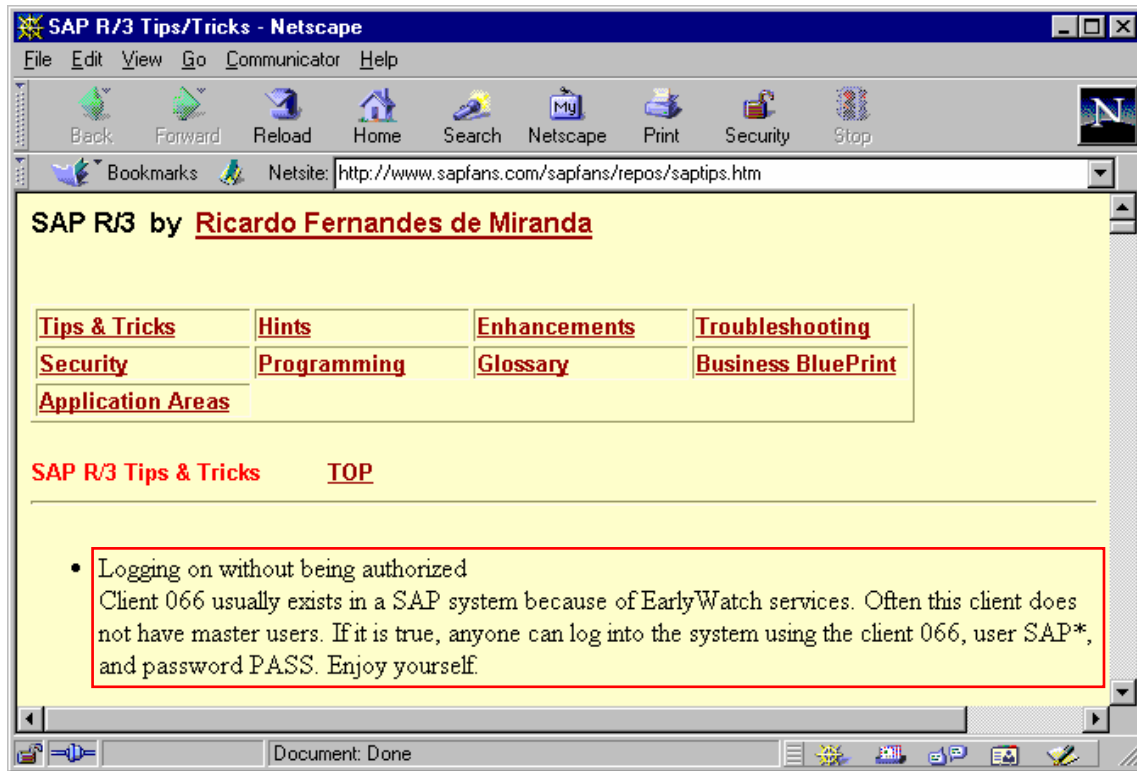 SAP R/3 Tips/Tricks - Netscape
File Edit View Go Communicator Help
Back Forward Reload Home Search Netscape Print Security Stop
Bookmarks Netsite: http://www.sapfans.com/sapfans/repos/saptips.htm
SAP R/3 by Ricardo Fernandes de Miranda
Tips & Tricks Hints Enhancements Troubleshooting
Security Programming Glossary Business BluePrint
Application Areas
SAP R/3 Tips & Tricks TOP
• Logging on without being authorized
Client 066 usually exists in a SAP system because of EarlyWatch services. Often this client does
not have master users. If it is true, anyone can log into the system using the client 066, user SAP*,
and password PASS. Enjoy yourself.
Document: Done